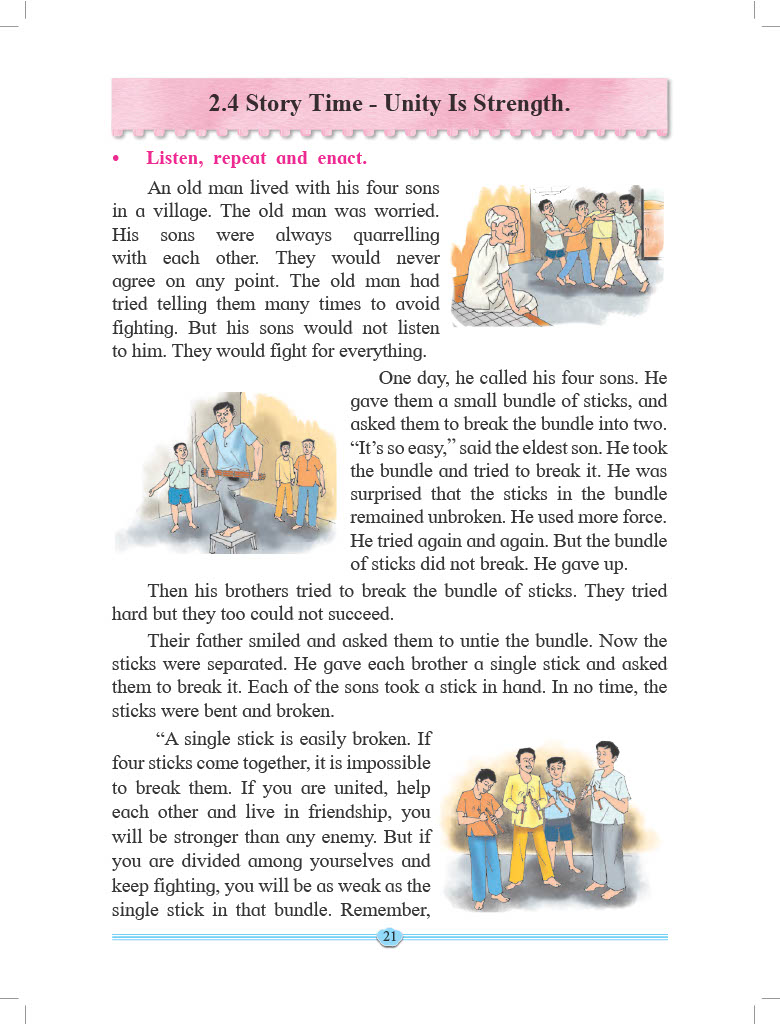 2.4 Story Time - Unity Is Strength.
• Listen, repeat and enact.
An old man lived with his four sons
in a village. The old man was worried.
His sons were always quarrelling
with each other. They would never
agree on any point. The old man had
tried telling them many times to avoid
fighting. But his sons would not listen
to him. They would fight for everything.
One day, he called his four sons. He
gave them a small bundle of sticks, and
asked them to break the bundle into two.
“It’s so easy,” said the eldest son. He took
the bundle and tried to break it. He was
surprised that the sticks in the bundle
remained unbroken. He used more force.
He tried again and again. But the bundle
of sticks did not break. He gave up.
Then his brothers tried to break the bundle of sticks. They tried
hard but they too could not succeed.
Their father smiled and asked them to untie the bundle. Now the
sticks were separated. He gave each brother a single stick and asked
them to break it. Each of the sons took a stick in hand. In no time, the
sticks were bent and broken.
“A single stick is easily broken. If
four sticks come together, it is impossible
to break them. If you are united, help
each other and live in friendship, you
will be stronger than any enemy. But if
you are divided among yourselves and
keep fighting, you will be as weak as the
single stick in that bundle. Remember,
21